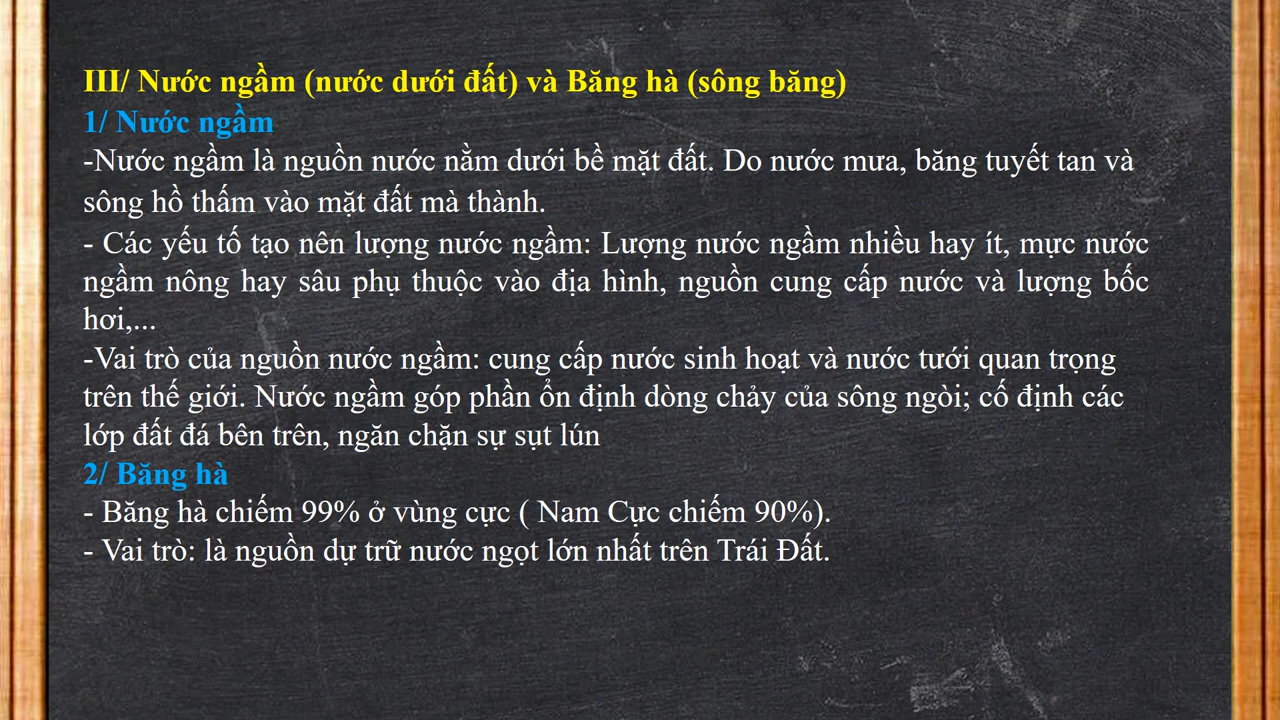 III/ Nước ngầm (nước dưới đất) và Băng hà (sông băng)
1/ Nước ngầm
-Nước ngầm là nguồn nước nằm dưới bề mặt đất. Do nước mưa, băng tuyết tan và
sông hồ thấm vào mặt đất mà thành.
- Các yếu tố tạo nên lượng nước ngầm: Lượng nước ngầm nhiều hay ít, mực nước
ngầm nông hay sâu phụ thuộc vào địa hình, nguồn cung cấp nước và lượng bốc
hơi,...
-Vai trò của nguồn nước ngầm: cung cấp nước sinh hoạt và nước tưới quan trọng
trên thế giới. Nước ngầm góp phần ổn định dòng chảy của sông ngòi; cố định các
lớp đất đá bên trên, ngăn chặn sự sụt lún
2/ Băng hà
- Băng hà chiếm 99% ở vùng cực ( Nam Cực chiếm 90%).
- Vai trò: là nguồn dự trữ nước ngọt lớn nhất trên Trái Đất.